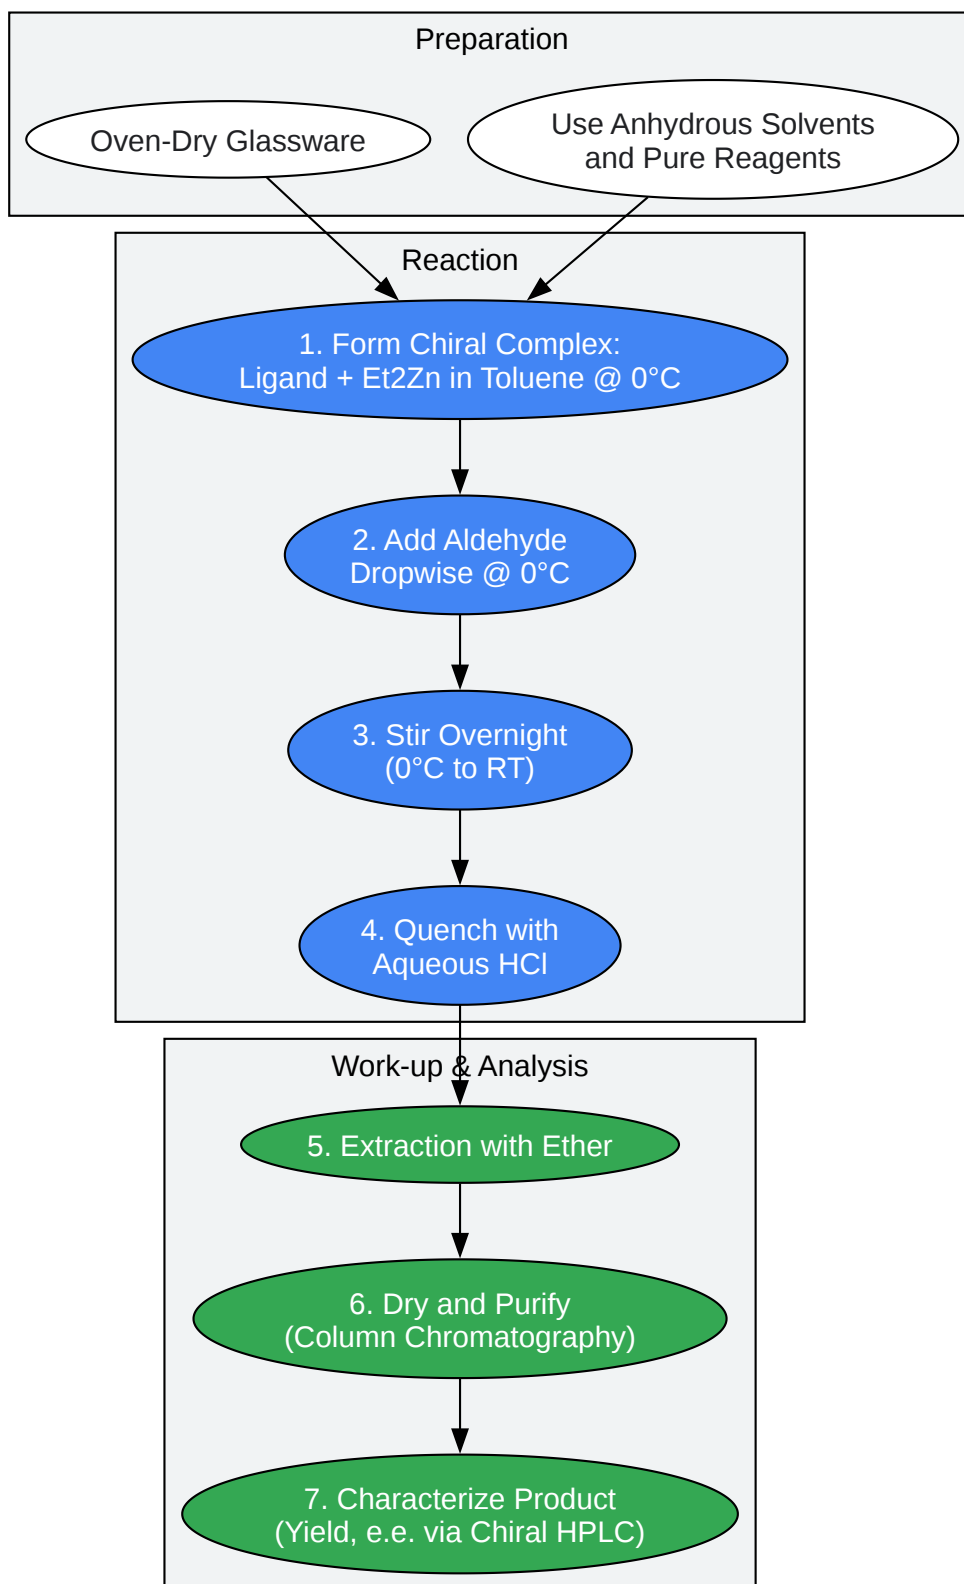 Preparation
Oven-Dry Glassware
Use Anhydrous Solvents
and Pure Reagents
Reaction
1. Form Chiral Complex:
Ligand + Et2Zn in Toluene @ 0°C
2. Add Aldehyde
Dropwise @ 0°C
3. Stir Overnight
(0°C to RT)
4. Quench with
Aqueous HCl
Work-up & Analysis
5. Extraction with Ether
6. Dry and Purify
(Column Chromatography)
7. Characterize Product
(Yield, e.e. via Chiral HPLC)